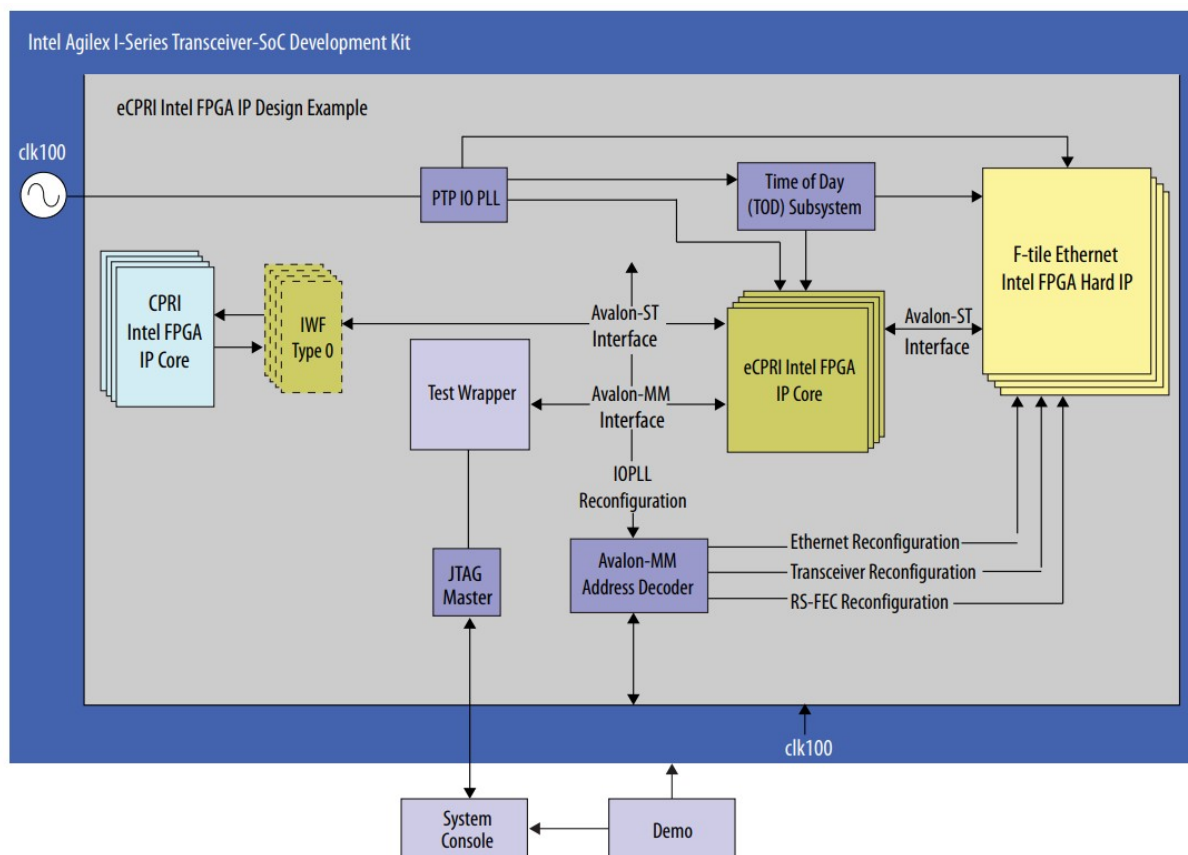 Intel Agilex I-Series Transceiver-SoC Development Kit
eCPRI Intel FPGA IP Design Example
clk100
PTP IO PLL
Time of Day
(TOD) Subsystem
F-tile Ethernet
Intel FPGA Hard IP
CPRI
Intel FPGA
IP Core
IWF
Type 0
Avalon-ST
Interface
eCPRI Intel FPGA
IP Core
Avalon-ST
Interface
Test Wrapper
Avalon-MM
Interface
IOPLL
Reconfiguration
JTAG
Master
Avalon-MM
Address Decoder
Ethernet Reconfiguration
Transceiver Reconfiguration
RS-FEC Reconfiguration
clk100
System
Console
Demo